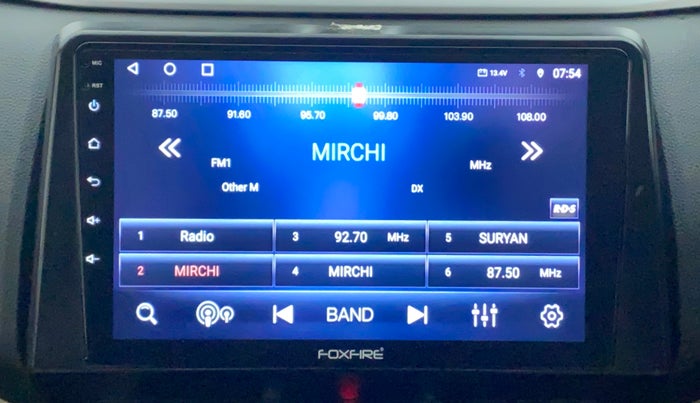 MIC
13.4V 07:54
RST
87.50 91.60 95.70 99.80 103.90 108.00
MIRCHI
FM1 MHz
Other M DX
R·D·S
1 Radio 3 92.70 MHz 5 SURYAN
2 MIRCHI 4 MIRCHI 6 87.50 MHz
BAND
FOXFIRE